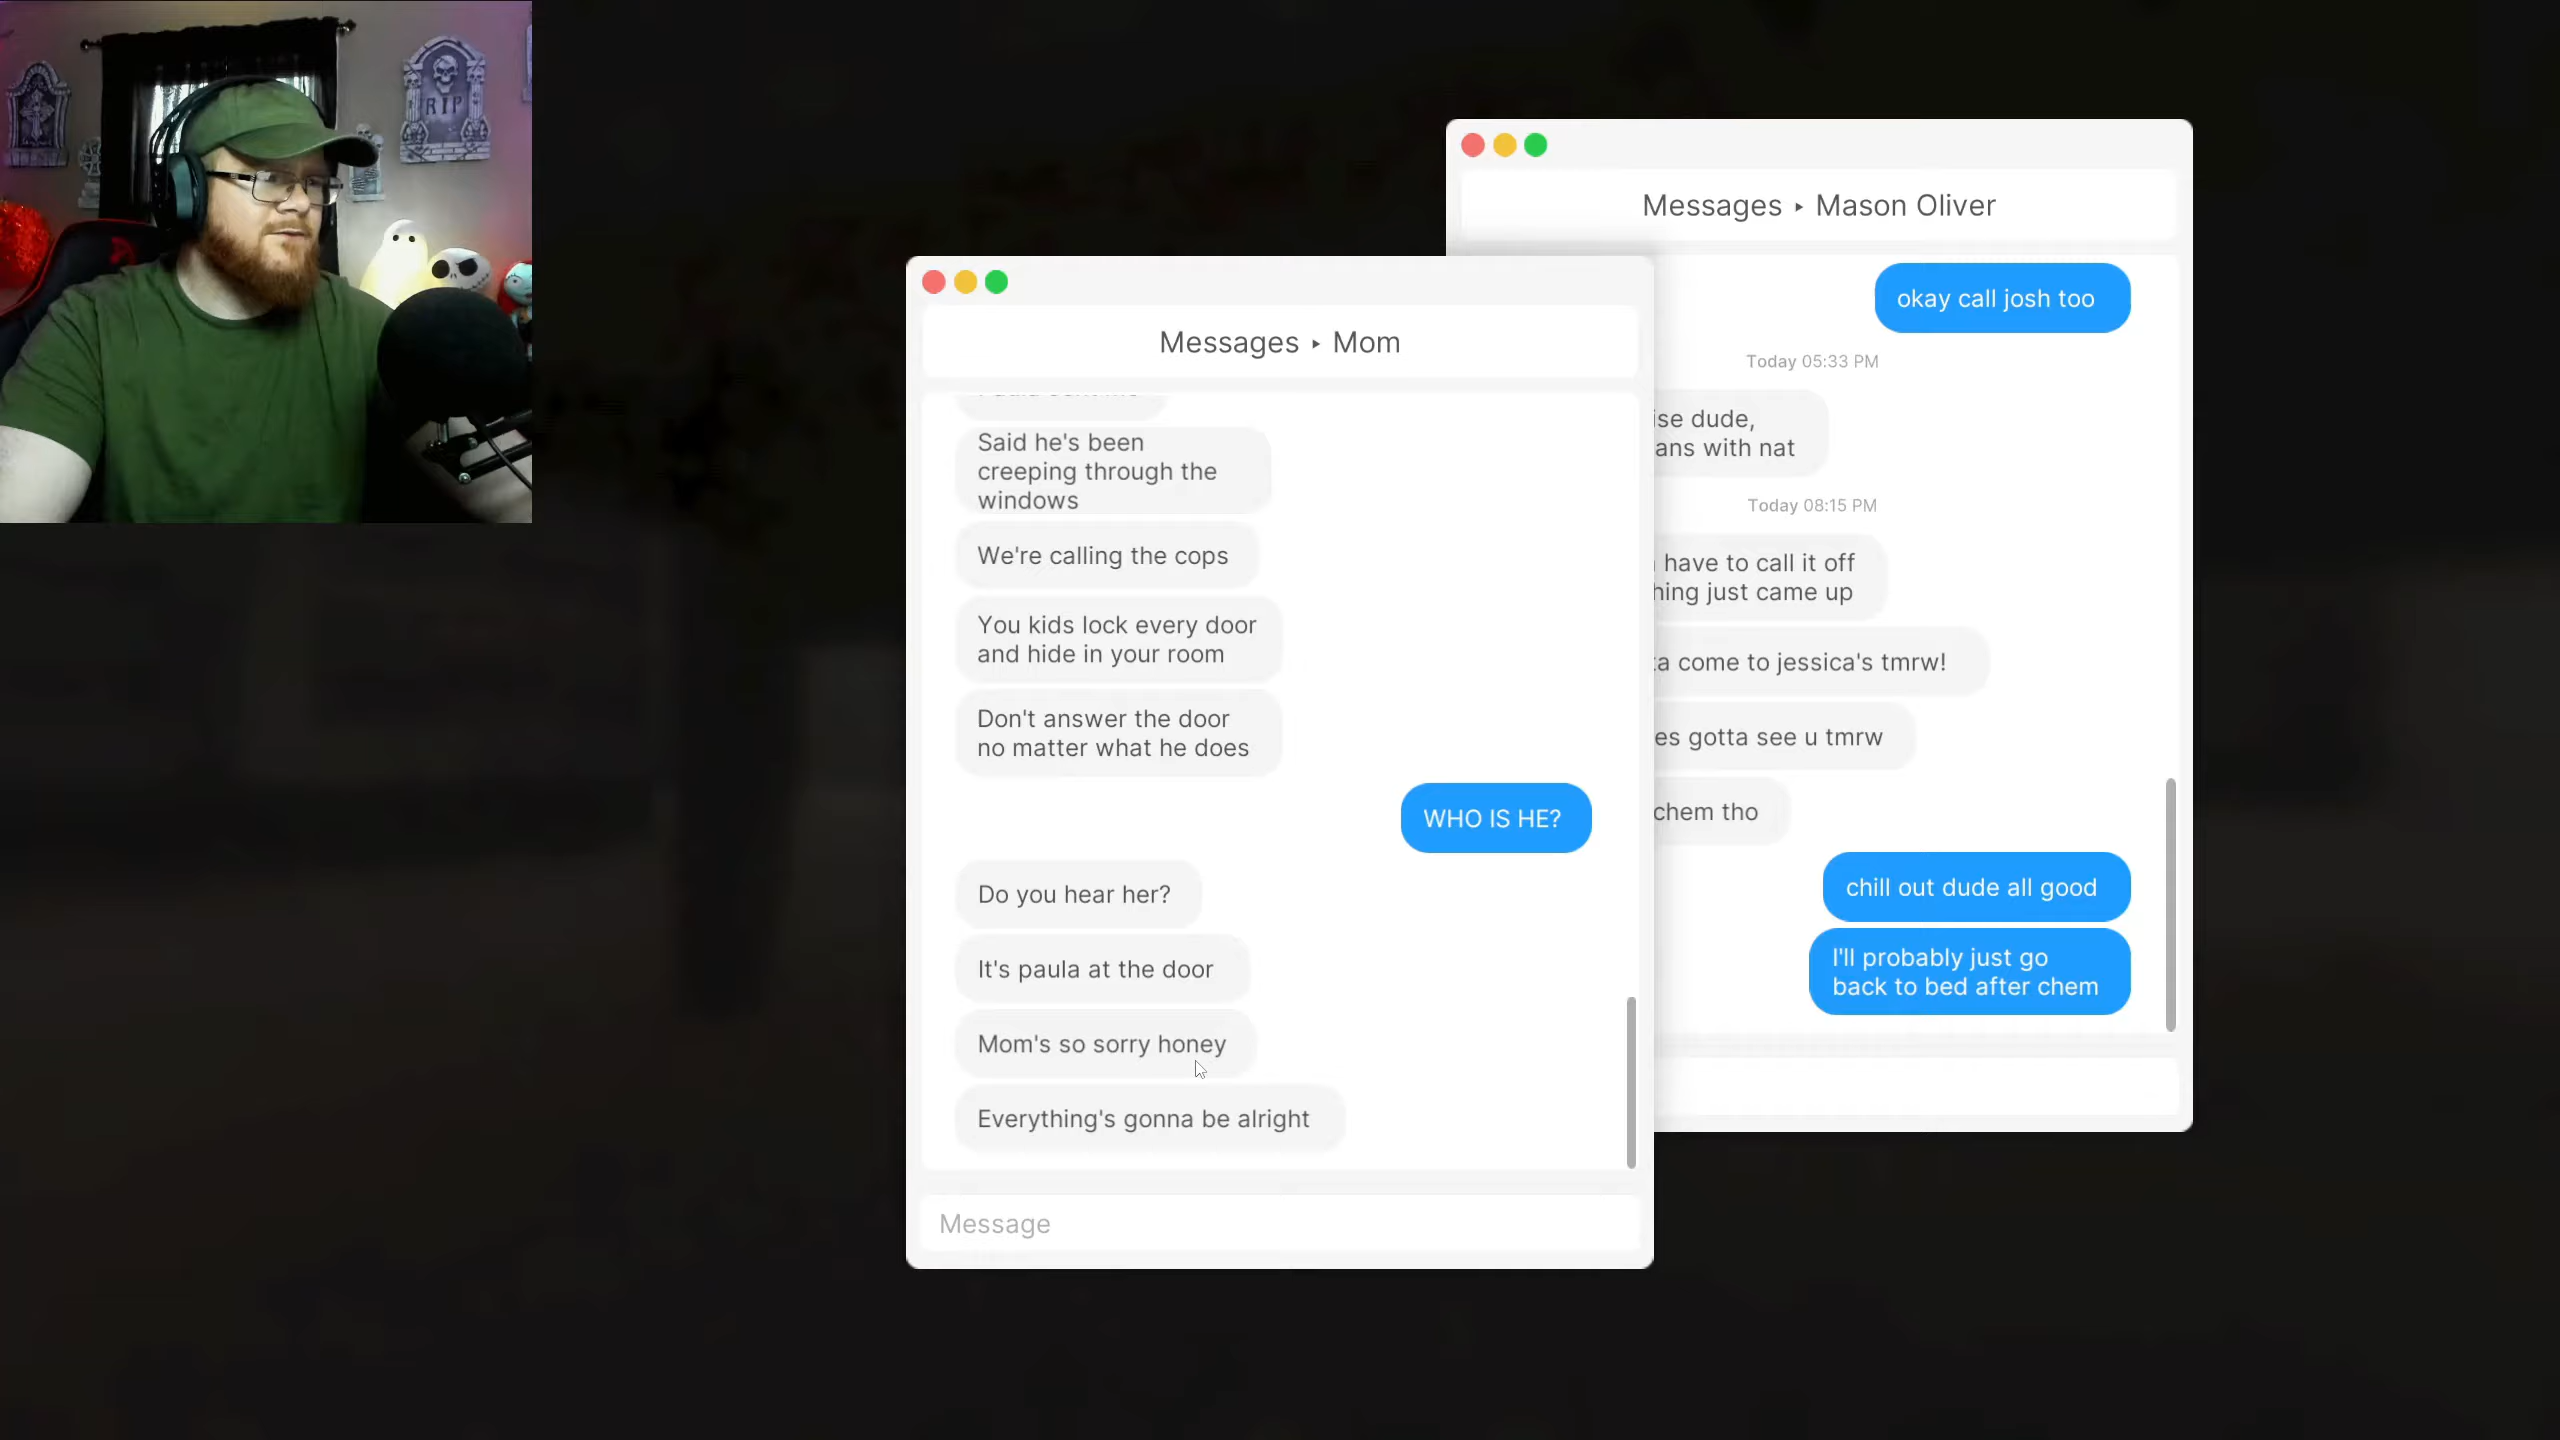 RIP
Messages ▸ Mason Oliver
okay call josh too
Today 05:33 PM
dude,
with nat
Today 08:15 PM
have to call it off
just came up
come to jessica's tmrw!
gotta see u tmrw
chem tho
chill out dude all good
I'll probably just go
back to bed after chem
Messages ▸ Mom
Said he's been
creeping through the
windows
We're calling the cops
You kids lock every door
and hide in your room
Don't answer the door
no matter what he does
WHO IS HE?
Do you hear her?
It's paula at the door
Mom's so sorry honey
Everything's gonna be alright
Message